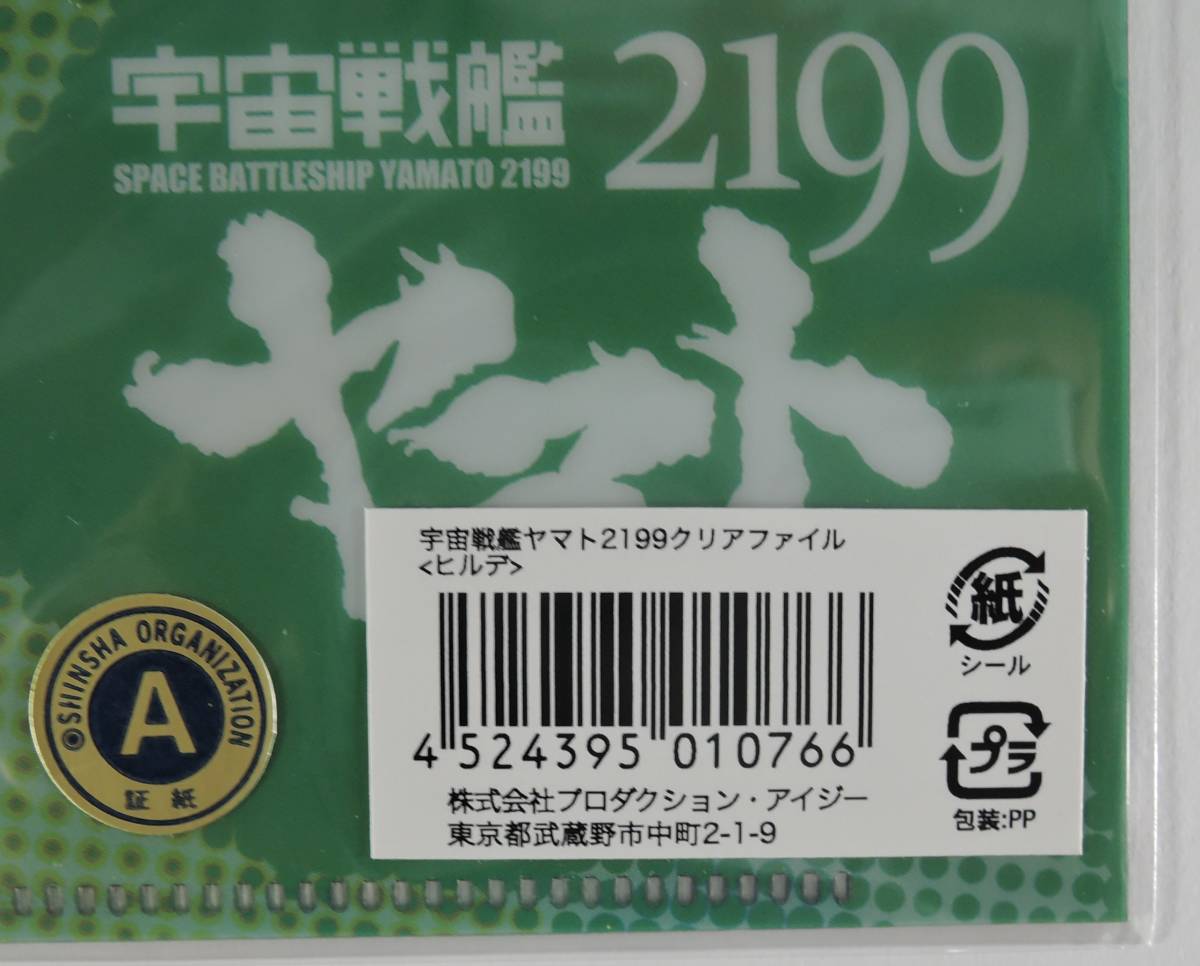 宇宙戦艦 2199
SPACE BATTLESHIP YAMATO 2199
ヤマト
宇宙戦艦ヤマト2199クリアファイル
<ヒルデ>
4 524395 010766
株式会社プロダクション・アイジー
東京都武蔵野市中町2-1-9
紙
シール
プラ
包装:PP
©SHINSHA ORGANIZATION
A
証紙